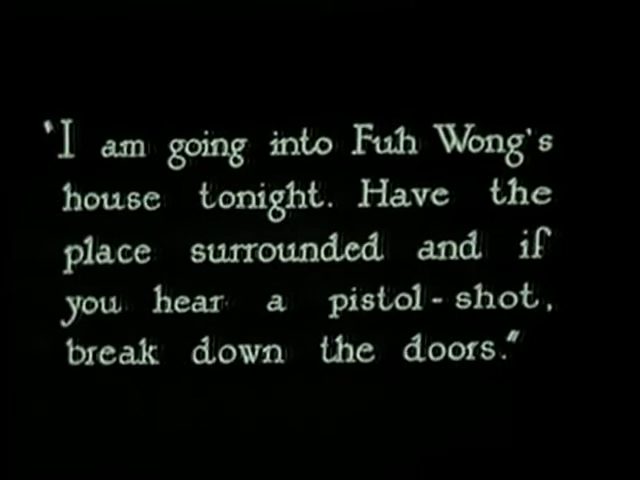 "I am going into Fuh Wong's
house tonight. Have the
place surrounded and if
you hear a pistol-shot,
break down the doors."